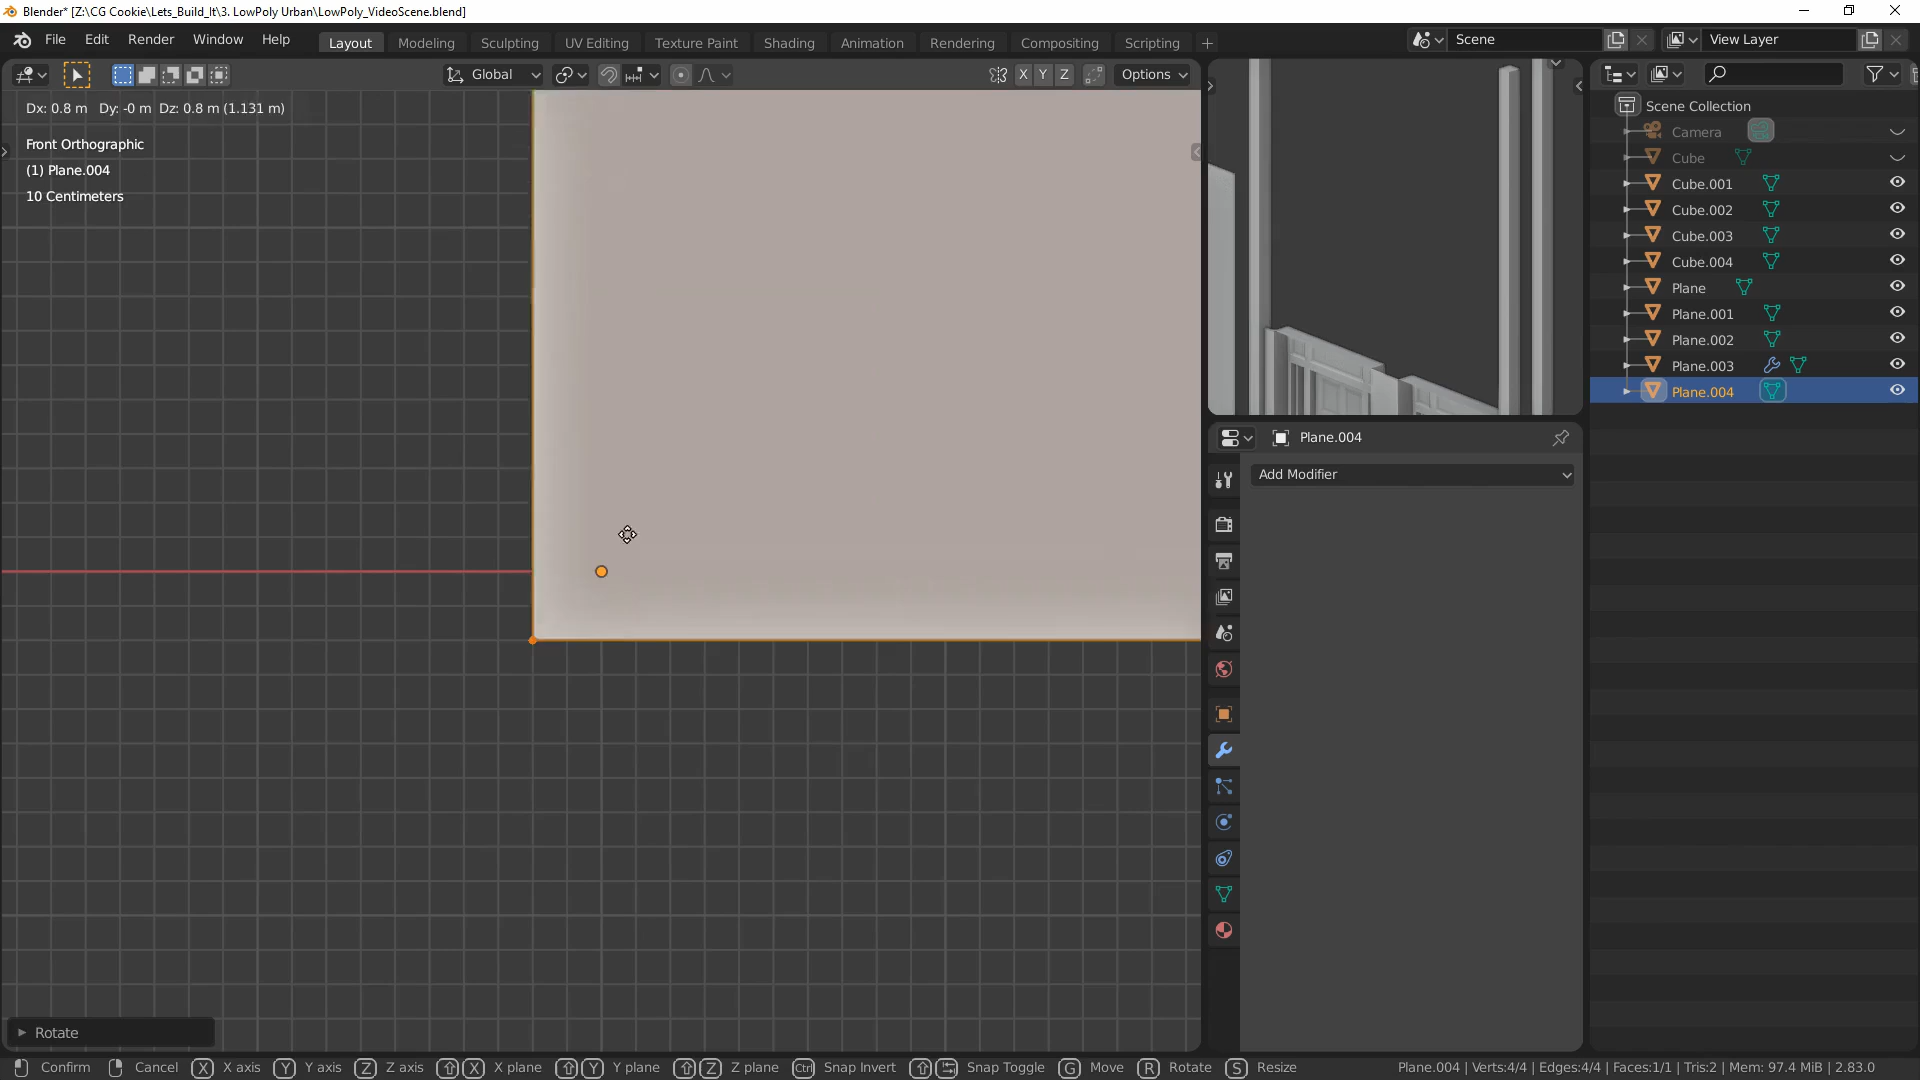 Blender* [Z:\CG Cookie\Lets_Build_It\3. LowPoly Urban\LowPoly_VideoScene.blend]
File Edit Render Window Help Layout Modeling Sculpting UV Editing Texture Paint Shading Animation Rendering Compositing Scripting + Scene View Layer
Global X Y Z Options
Dx: 0.8 m Dy: -0 m Dz: 0.8 m (1.131 m)
Front Orthographic
(1) Plane.004
10 Centimeters
Scene Collection
Camera
Cube
Cube.001
Cube.002
Cube.003
Cube.004
Plane
Plane.001
Plane.002
Plane.003
Plane.004
Plane.004
Add Modifier
Rotate
Confirm Cancel X X axis Y Y axis Z Z axis X X plane Y Y plane Z Z plane Ctrl Snap Invert Snap Toggle G Move R Rotate S Resize Plane.004 | Verts:4/4 | Edges:4/4 | Faces:1/1 | Tris:2 | Mem: 97.4 MiB | 2.83.0